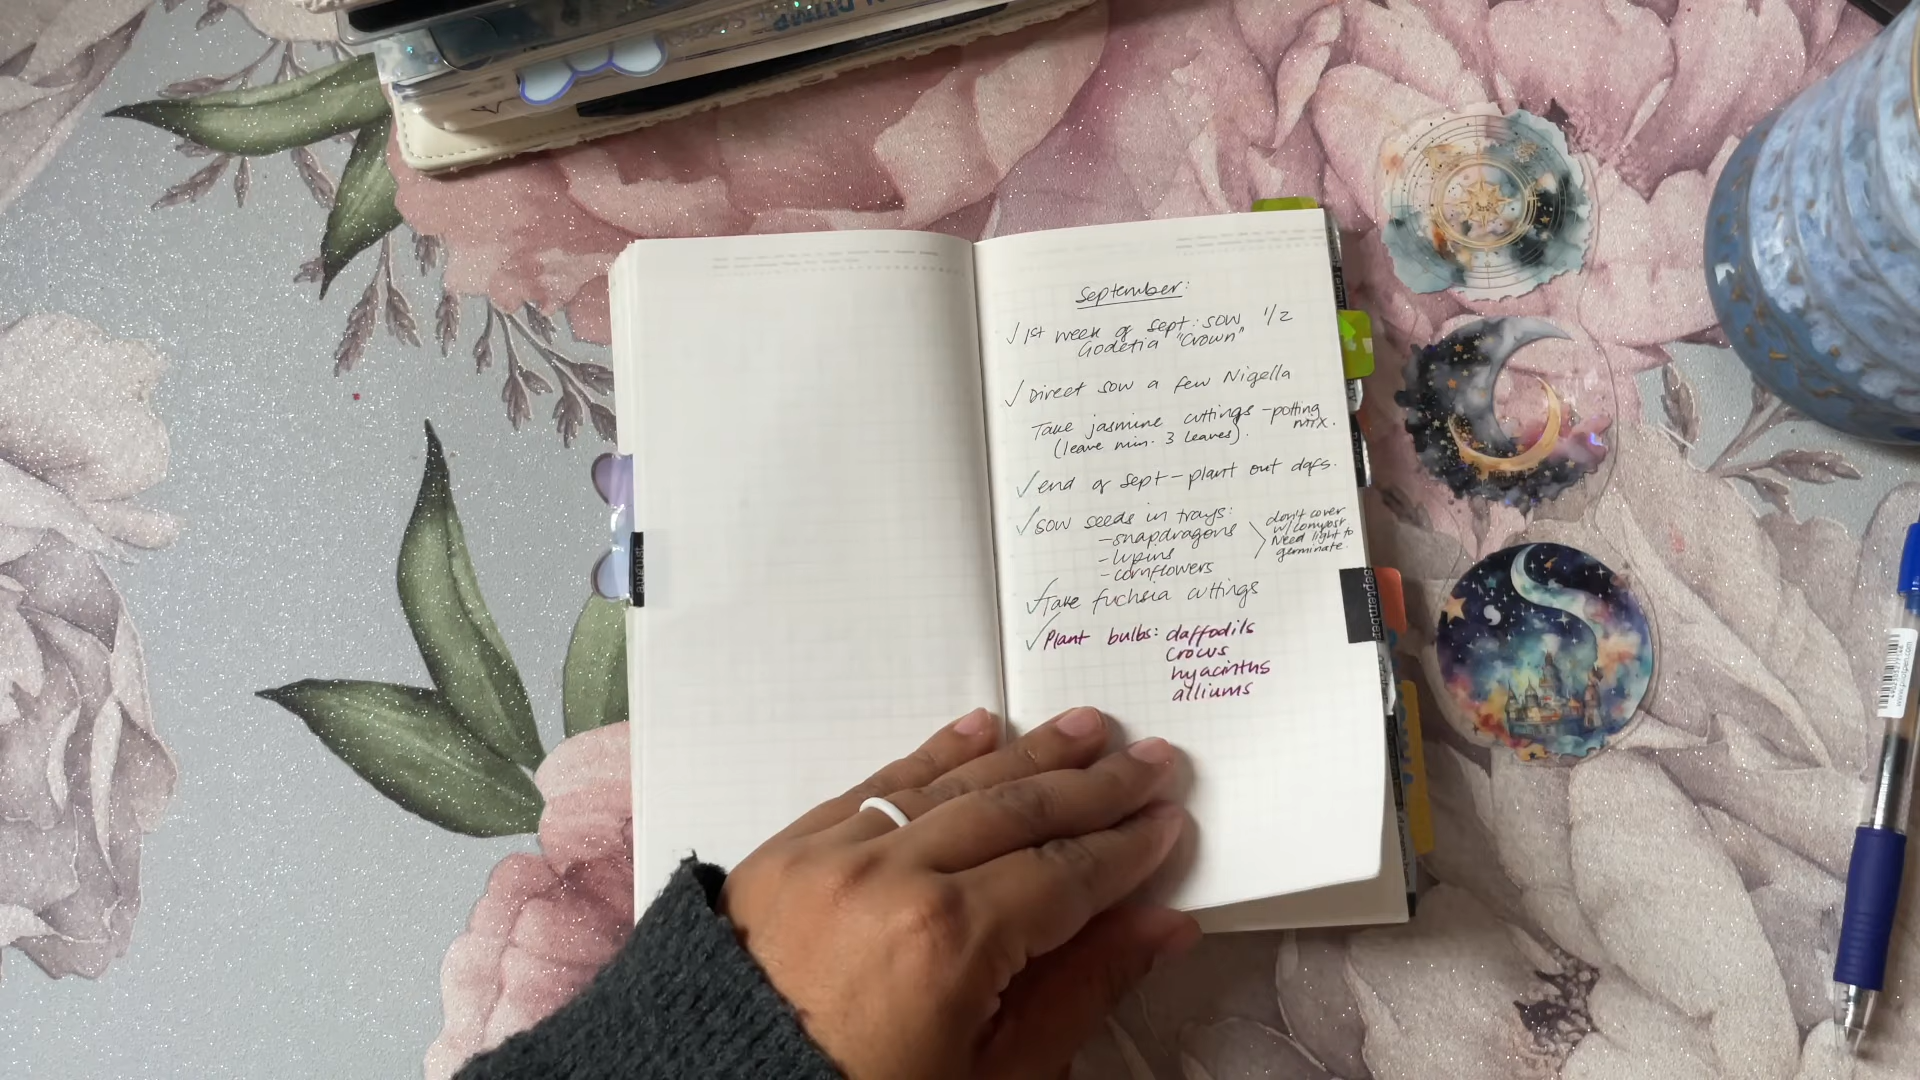 September:
✓ 1st week of Sept: sow 1/2
Godetia "Crown"
✓ Direct sow a few Nigella
Take jasmine cuttings - potting
mix.
(leave min. 3 leaves).
✓ end of sept - plant out dafs.
✓ sow seeds in trays:
- snapdragons
- lupins
- cornflowers
don't cover
w/ compost
Need light to
germinate.
✓ Take fuchsia cuttings
✓ Plant bulbs: daffodils
crocus
hyacinths
alliums
august
september